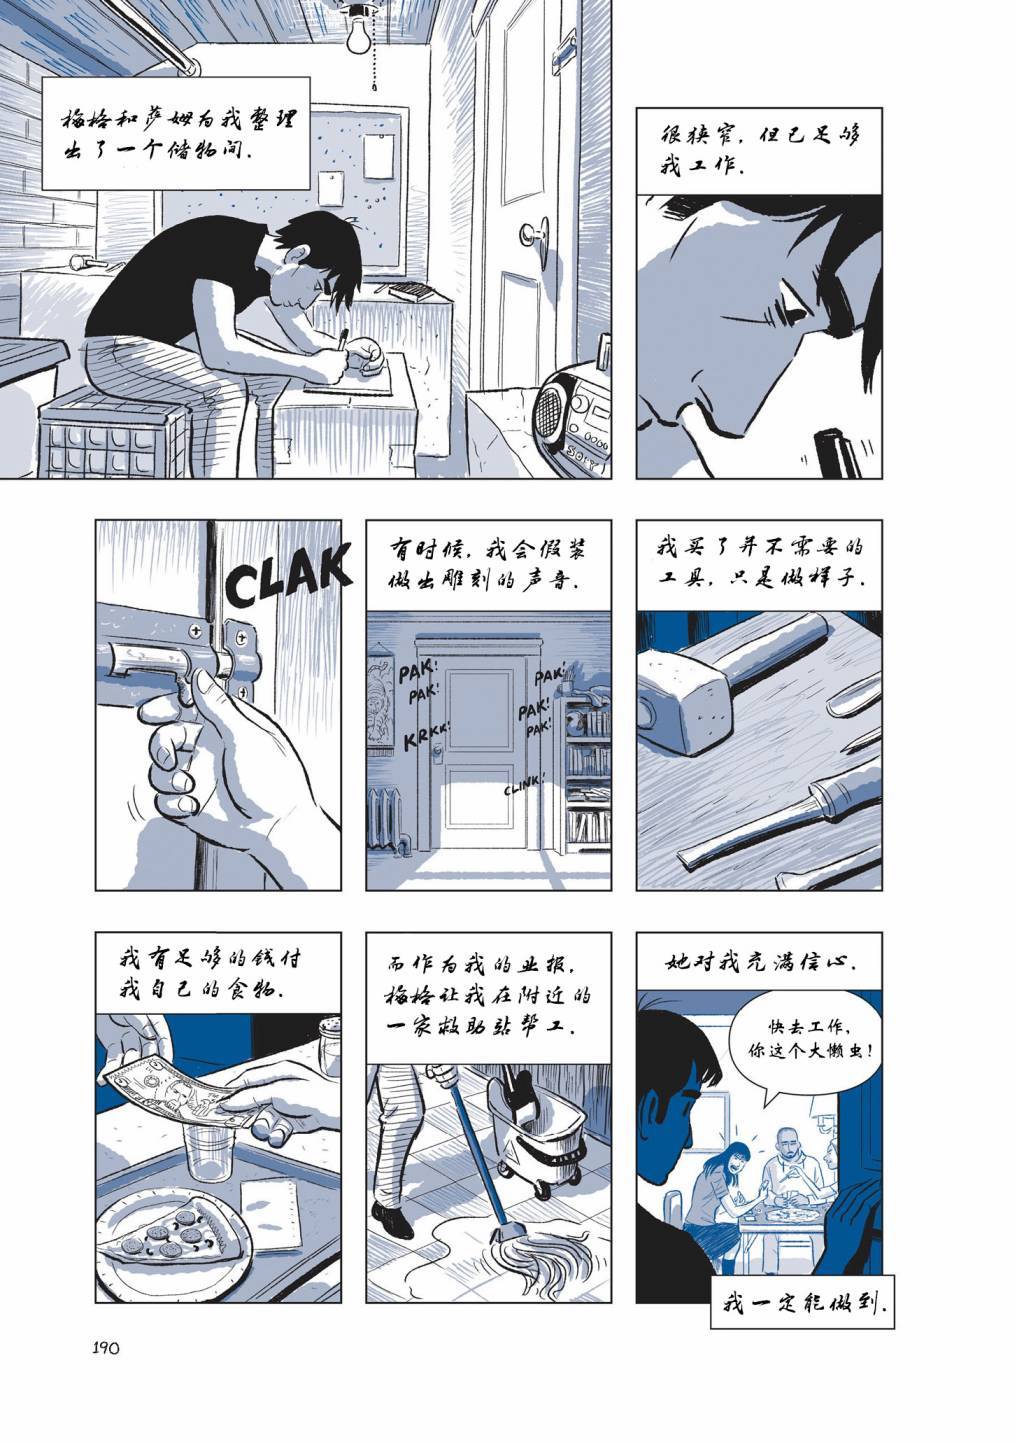 梅格和萨姆为我整理
出了一个储物间.
很狭窄，但已足够
我工作.
SONY
CLAK
有时候，我会假装
做出雕刻的声音.
PAK!
PAK!
KRKK!
PAK!
PAK!
PAK!
CLINK!
我买了并不需要的
工具，只是做样子.
我有足够的钱付
我自己的食物.
而作为我的业报，
梅格让我在附近的
一家救助站帮工.
她对我充满信心.
快去工作，
你这个大懒虫！
我一定能做到.
190